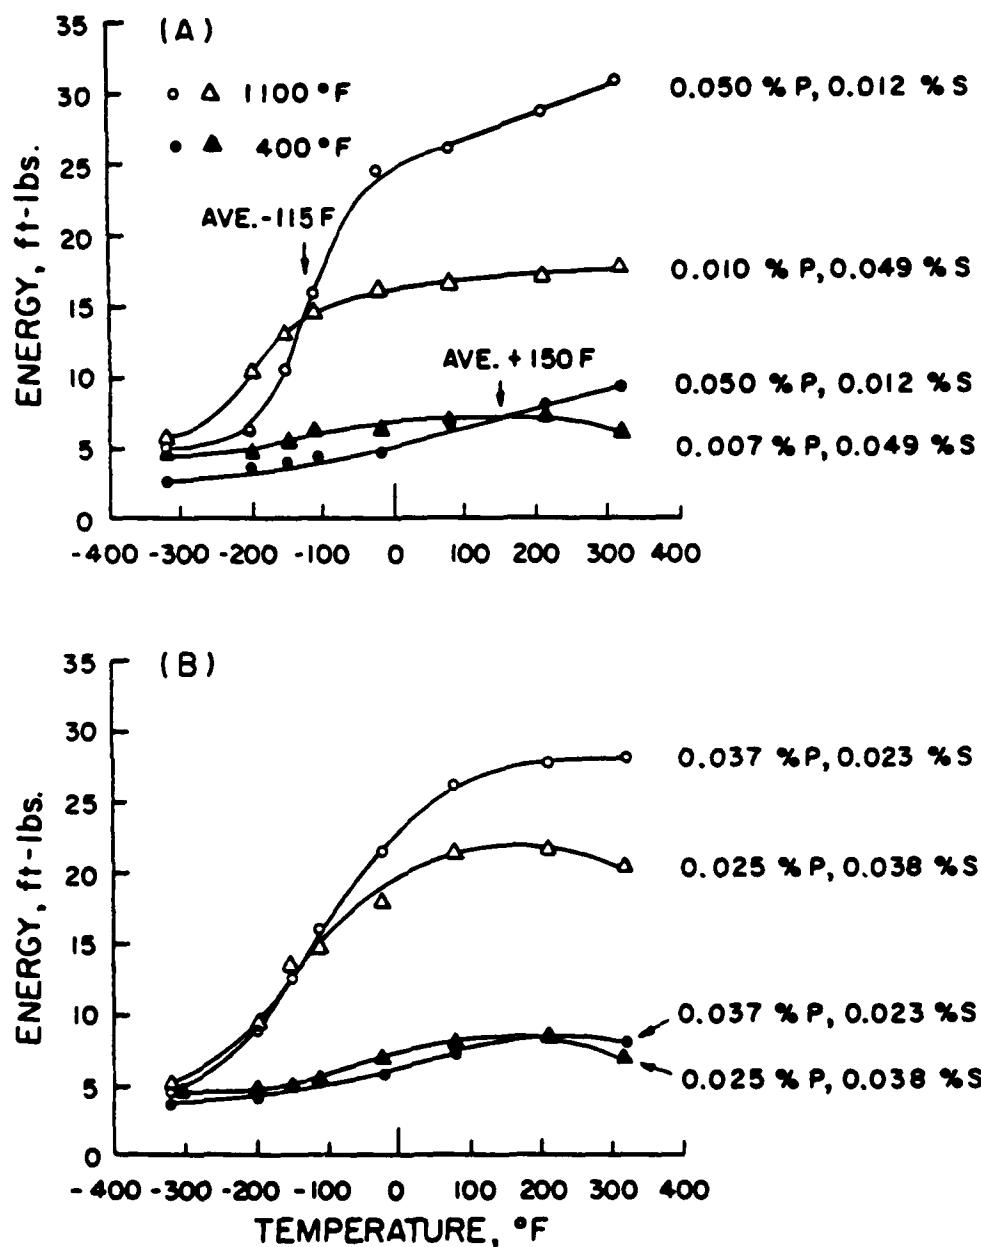 (A)
35
30
25
20
15
10
5
0
ENERGY, ft-lbs.
1100 °F
400 °F
AVE.-115 F
AVE. + 150 F
0.050 % P, 0.012 % S
0.010 % P, 0.049 % S
0.050 % P, 0.012 % S
0.007 % P, 0.049 % S
-400 -300 -200 -100 0 100 200 300 400
(B)
35
30
25
20
15
10
5
0
ENERGY, ft-lbs.
0.037 % P, 0.023 % S
0.025 % P, 0.038 % S
0.037 % P, 0.023 % S
0.025 % P, 0.038 % S
-400 -300 -200 -100 0 100 200 300 400
TEMPERATURE, °F